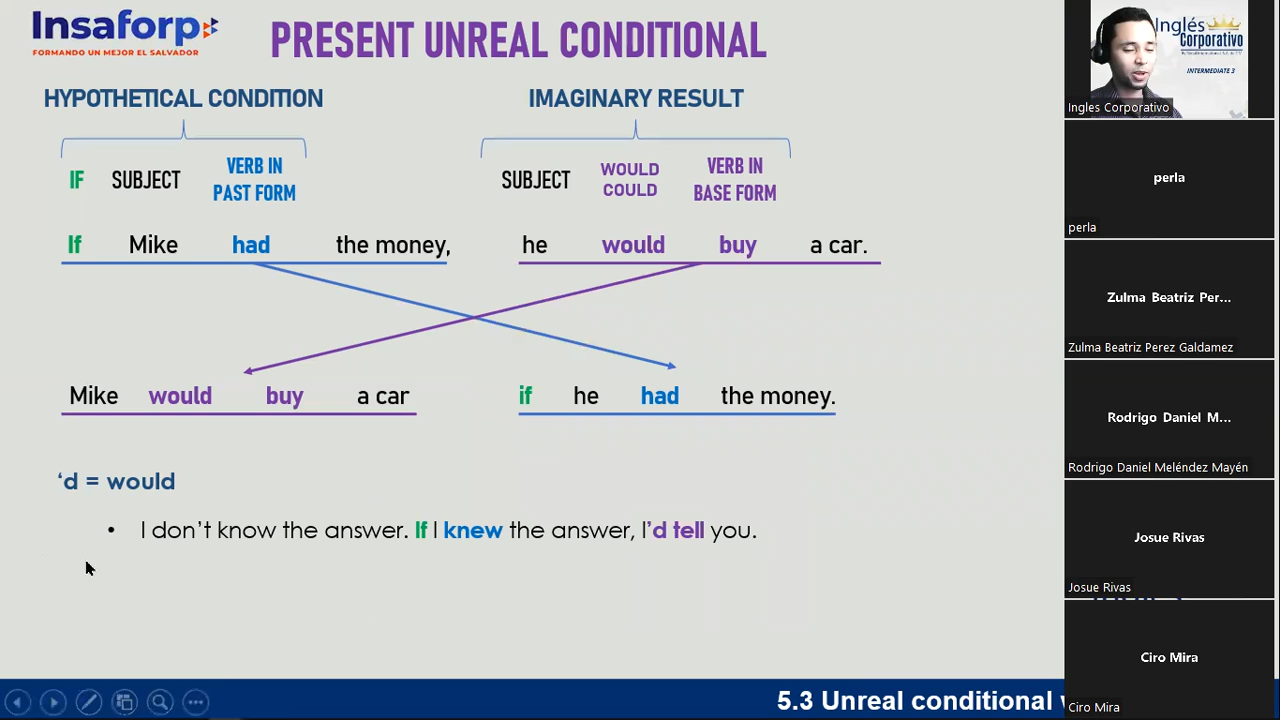 Insaforp
FORMANDO UN MEJOR EL SALVADOR
PRESENT UNREAL CONDITIONAL
HYPOTHETICAL CONDITION IMAGINARY RESULT
IF SUBJECT VERB IN PAST FORM SUBJECT WOULD COULD VERB IN BASE FORM
If Mike had the money, he would buy a car.
Mike would buy a car if he had the money.
‘d = would
• I don’t know the answer. If I knew the answer, I’d tell you.
5.3 Unreal conditional
Inglés
Corporativo
INTERMEDIATE 3
Ingles Corporativo
perla
perla
Zulma Beatriz Per...
Zulma Beatriz Perez Galdamez
Rodrigo Daniel M...
Rodrigo Daniel Meléndez Mayén
Josue Rivas
Josue Rivas
Ciro Mira
Ciro Mira